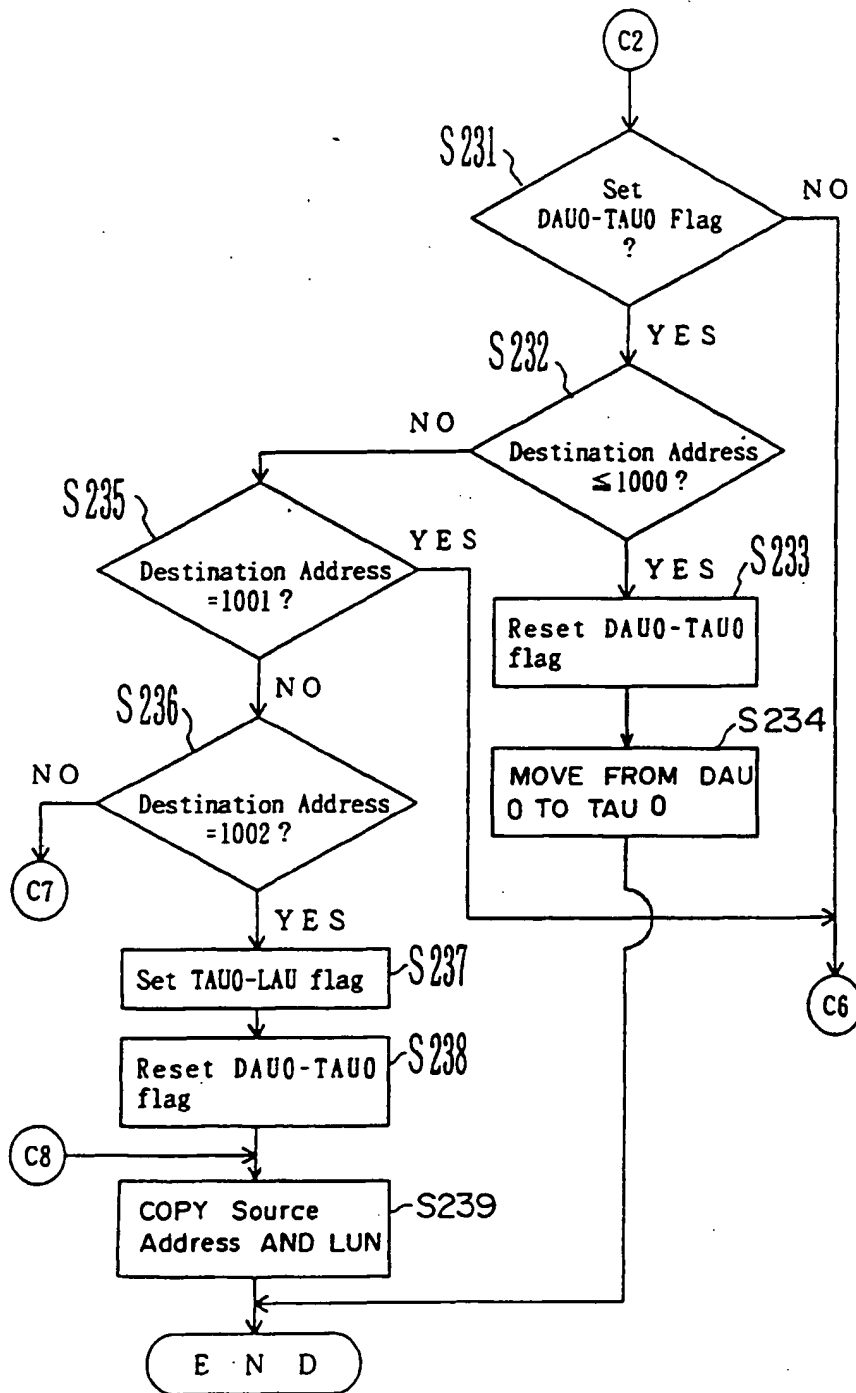 C2
S231
Set
DAU0-TAU0 Flag
?
NO
YES
S232
NO
Destination Address
≦1000?
S235
YES
YES
S233
Destination Address
=1001?
Reset DAU0-TAU0
flag
NO
S236
S234
NO
MOVE FROM DAU
0 TO TAU 0
Destination Address
=1002?
C7
YES
Set TAU0-LAU flag
S237
C6
Reset DAU0-TAU0
flag
S238
C8
COPY Source
Address AND LUN
S239
END